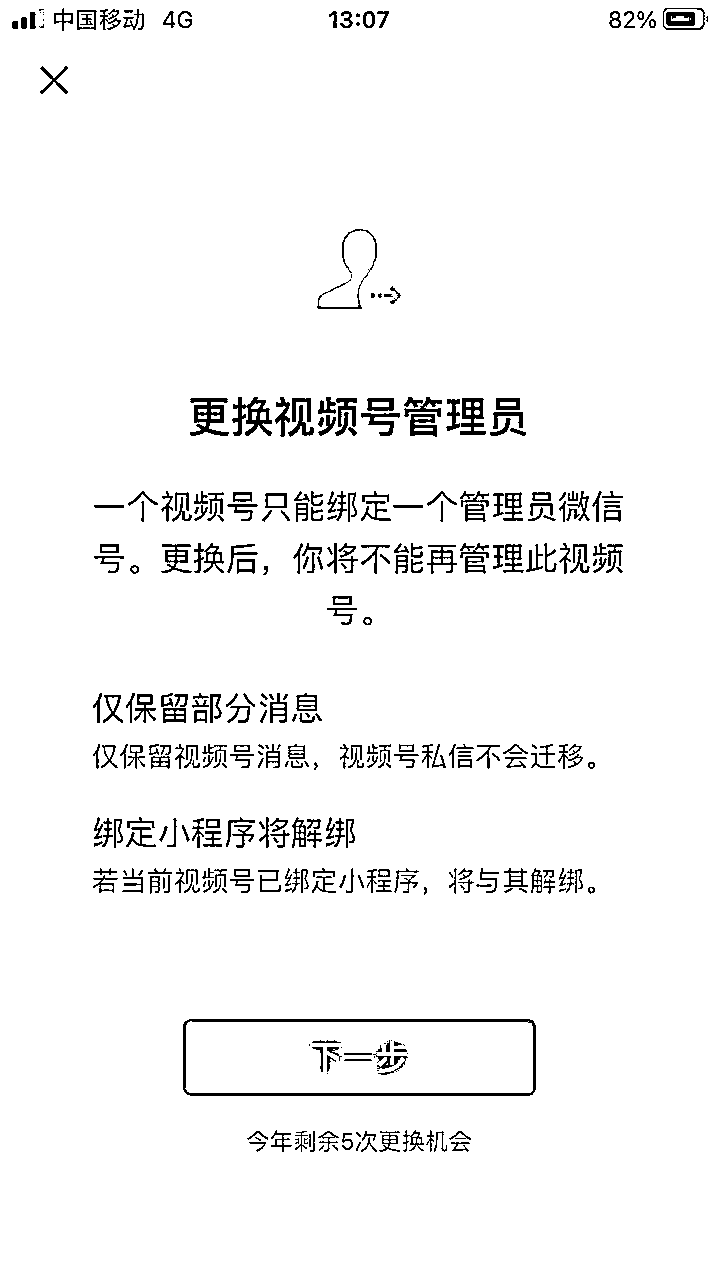 中国移动 4G 13:07 82%
更换视频号管理员
一个视频号只能绑定一个管理员微信
号。更换后，你将不能再管理此视频
号。
仅保留部分消息
仅保留视频号消息，视频号私信不会迁移。
绑定小程序将解绑
若当前视频号已绑定小程序，将与其解绑。
下一步
今年剩余5次更换机会